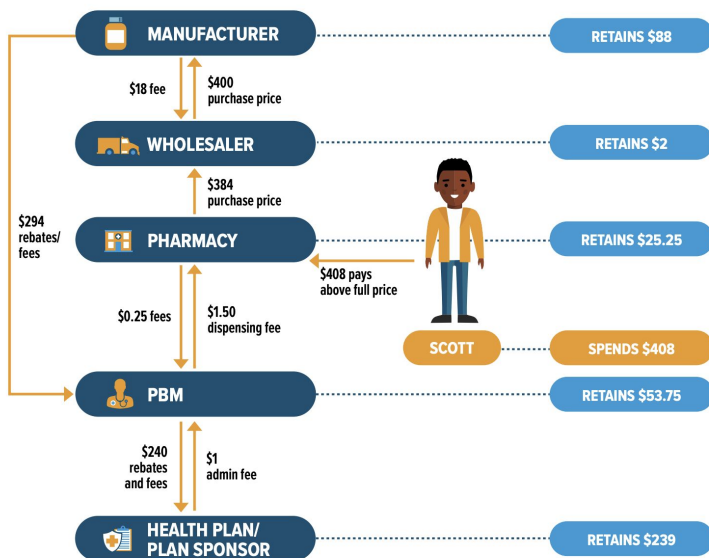 MANUFACTURER
RETAINS $88
$18 fee
$400
purchase price
WHOLESALER
RETAINS $2
$384
purchase price
$294
rebates/
fees
PHARMACY
RETAINS $25.25
$408 pays
above full price
$0.25 fees
$1.50
dispensing fee
SCOTT
SPENDS $408
PBM
RETAINS $53.75
$240
rebates
and fees
$1
admin fee
HEALTH PLAN/
PLAN SPONSOR
RETAINS $239